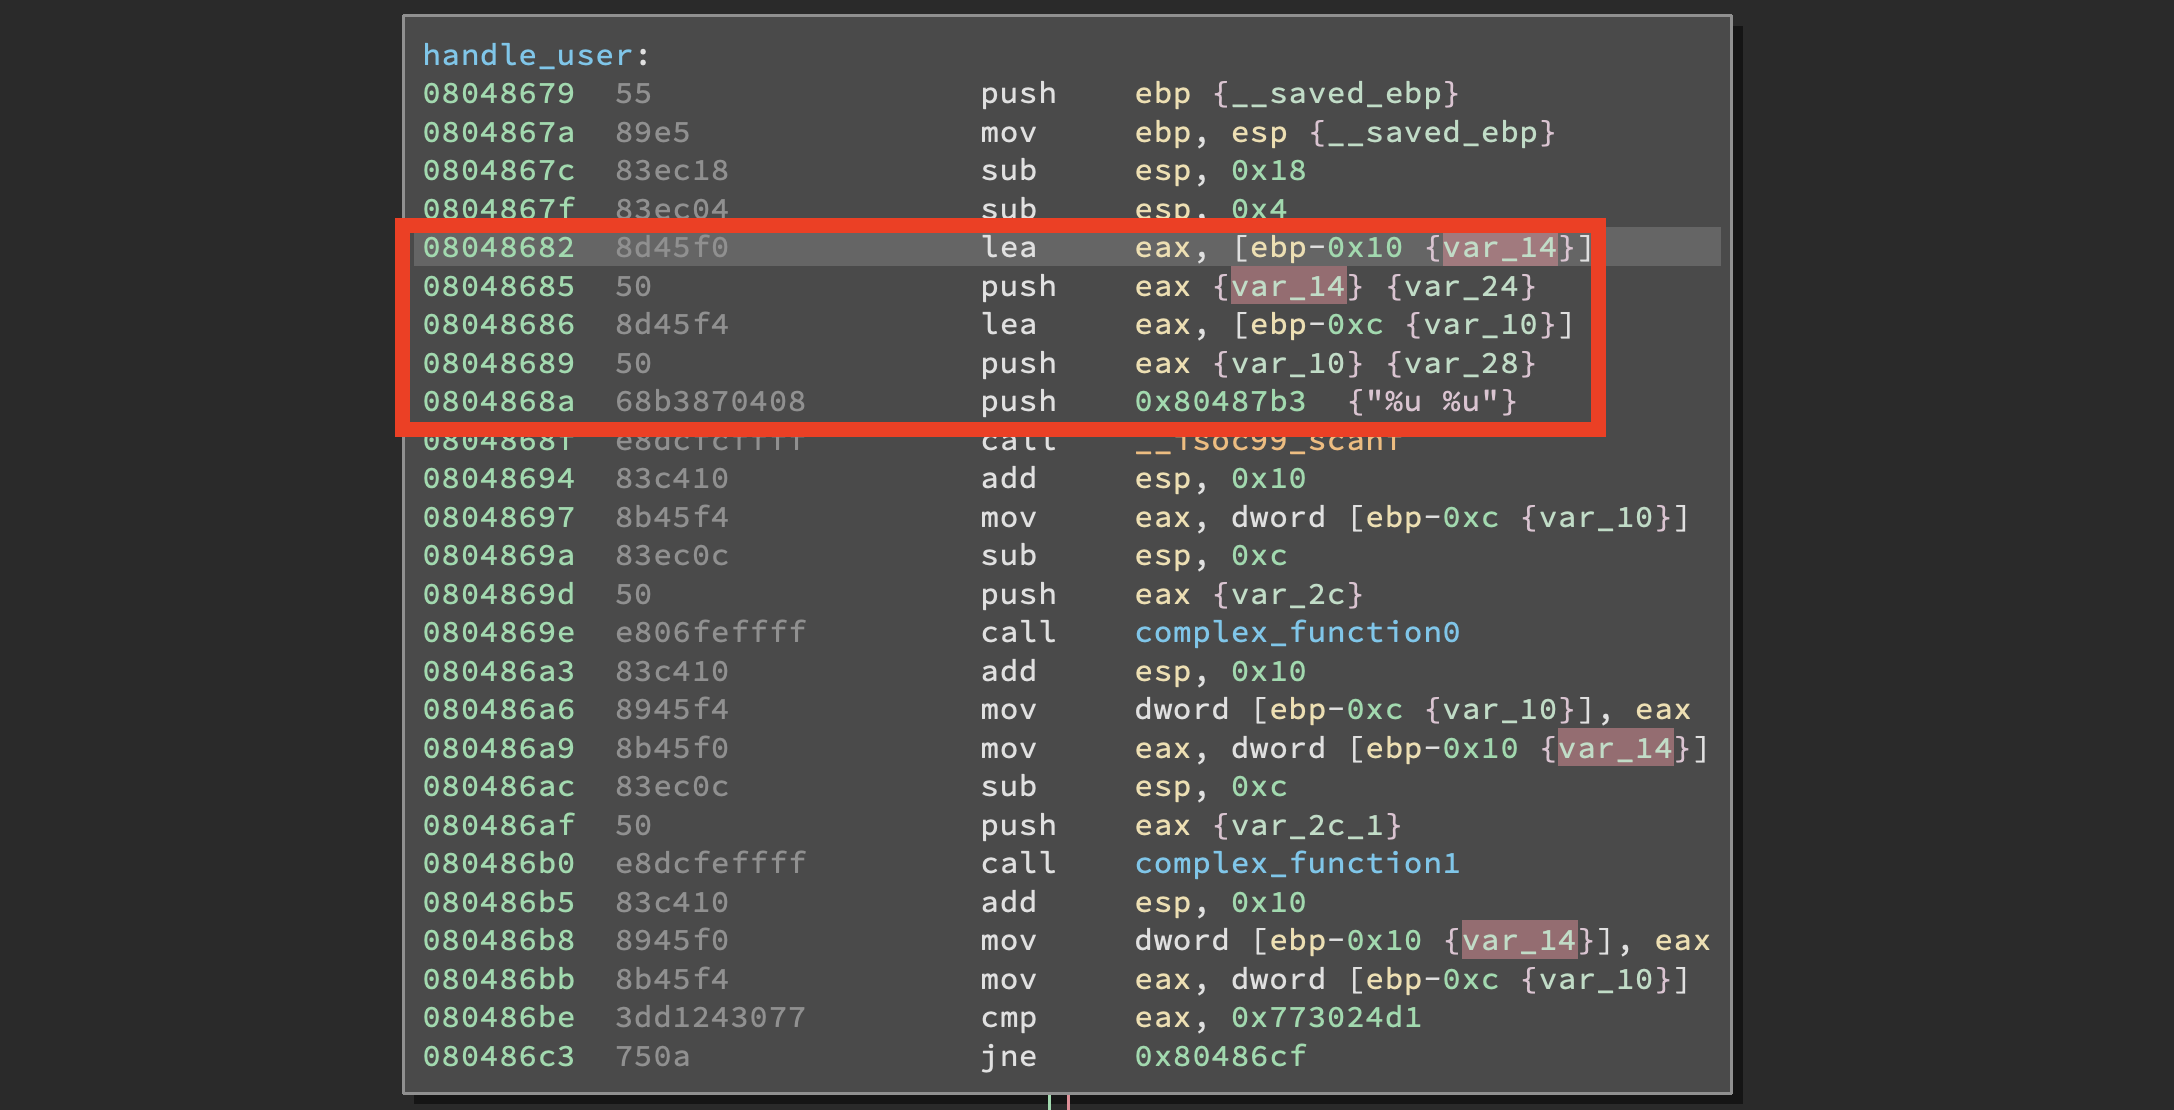 handle_user:
08048679 55 push ebp {__saved_ebp}
0804867a 89e5 mov ebp, esp {__saved_ebp}
0804867c 83ec18 sub esp, 0x18
0804867f 83ec04 sub esp, 0x4
08048682 8d45f0 lea eax, [ebp-0x10 {var_14}]
08048685 50 push eax {var_14} {var_24}
08048686 8d45f4 lea eax, [ebp-0xc {var_10}]
08048689 50 push eax {var_10} {var_28}
0804868a 68b3870408 push 0x80487b3 {"%u %u"}
0804868f e8dcfcffff call __isoc99_scanf
08048694 83c410 add esp, 0x10
08048697 8b45f4 mov eax, dword [ebp-0xc {var_10}]
0804869a 83ec0c sub esp, 0xc
0804869d 50 push eax {var_2c}
0804869e e806feffff call complex_function0
080486a3 83c410 add esp, 0x10
080486a6 8945f4 mov dword [ebp-0xc {var_10}], eax
080486a9 8b45f0 mov eax, dword [ebp-0x10 {var_14}]
080486ac 83ec0c sub esp, 0xc
080486af 50 push eax {var_2c_1}
080486b0 e8dcfeffff call complex_function1
080486b5 83c410 add esp, 0x10
080486b8 8945f0 mov dword [ebp-0x10 {var_14}], eax
080486bb 8b45f4 mov eax, dword [ebp-0xc {var_10}]
080486be 3dd1243077 cmp eax, 0x773024d1
080486c3 750a jne 0x80486cf